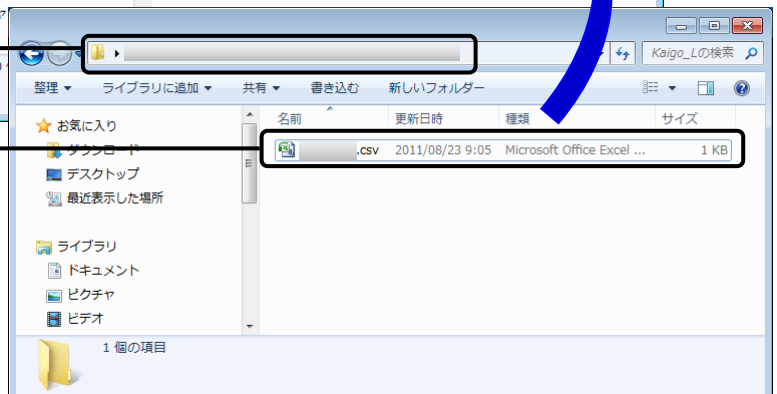 Kaigo_Lの検索
整理 ライブラリに追加 共有 書き込む 新しいフォルダー
お気に入り
ダウンロード
デスクトップ
最近表示した場所
ライブラリ
ドキュメント
ピクチャ
ビデオ
名前 更新日時 種類 サイズ
.csv 2011/08/23 9:05 Microsoft Office Excel ... 1 KB
1 個の項目